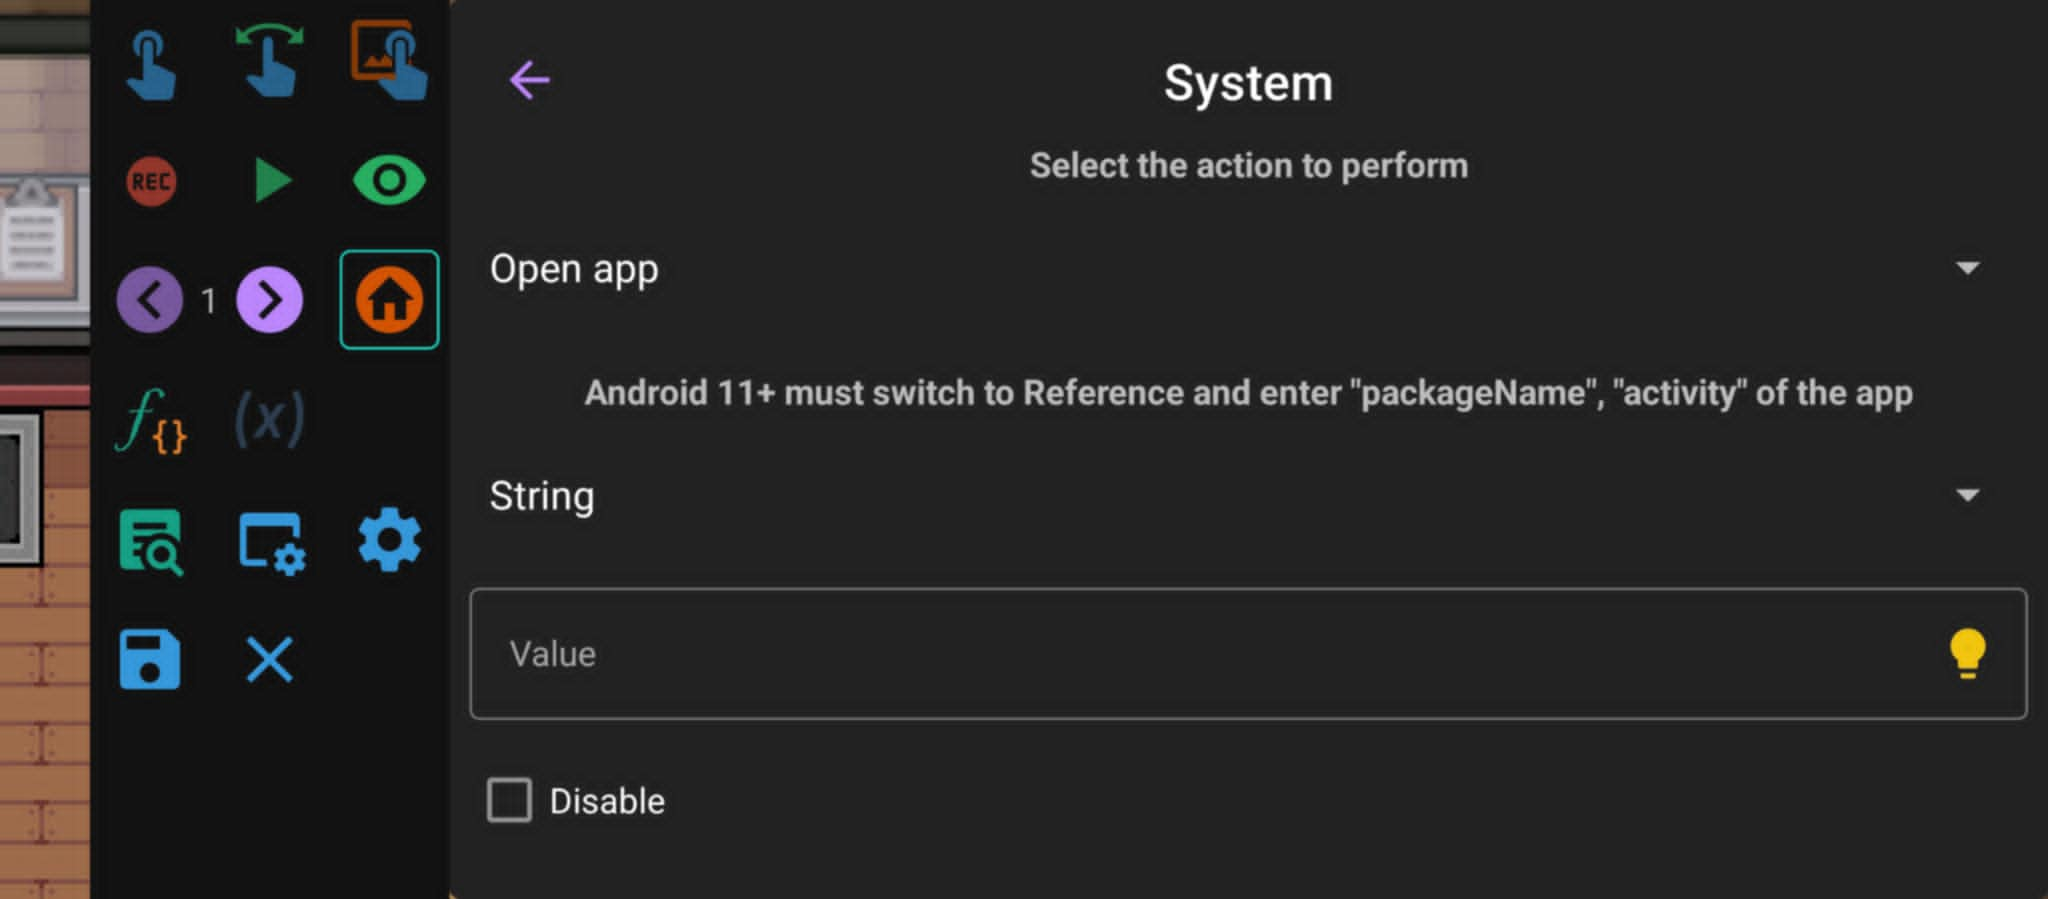 System
Select the action to perform
REC
1
Open app
Android 11+ must switch to Reference and enter "packageName", "activity" of the app
f{}
(x)
String
Value
Disable